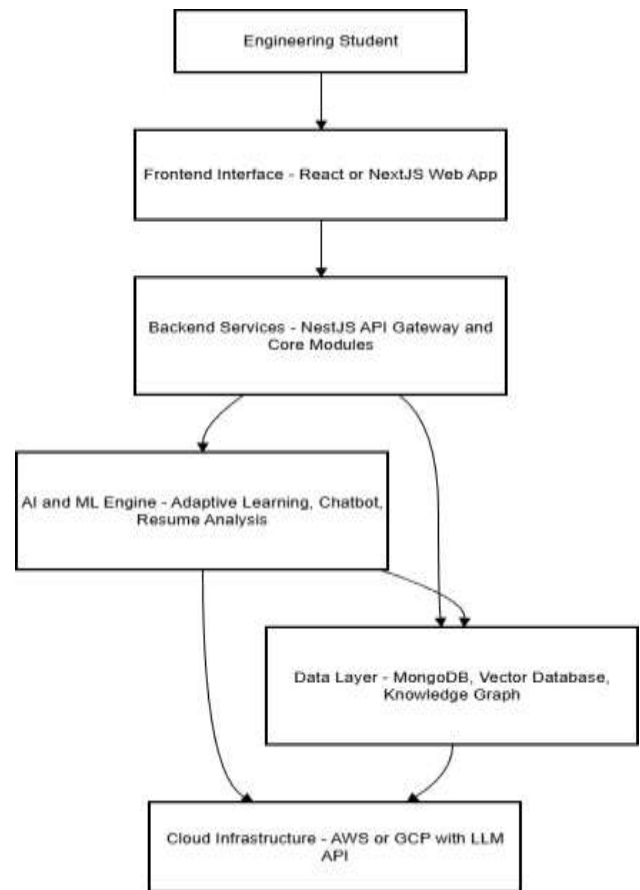 Engineering Student
Frontend Interface - React or NextJS Web App
Backend Services - NestJS API Gateway and
Core Modules
AI and ML Engine - Adaptive Learning, Chatbot,
Resume Analysis
Data Layer - MongoDB, Vector Database,
Knowledge Graph
Cloud Infrastructure - AWS or GCP with LLM
API